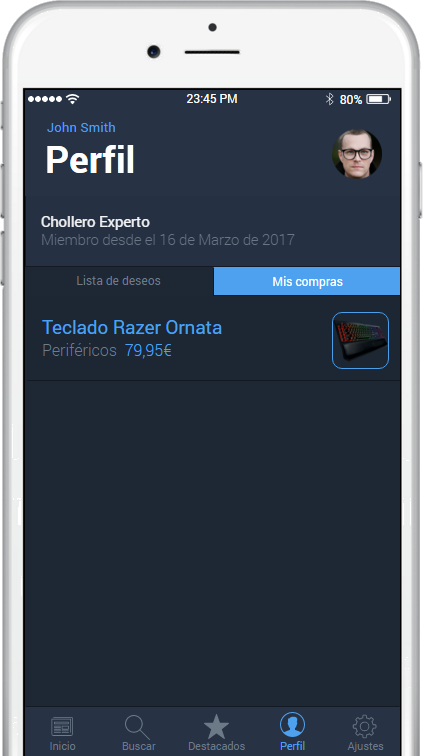 23:45 PM
80%
John Smith
Perfil
Chollero Experto
Miembro desde el 16 de Marzo de 2017
Lista de deseos
Mis compras
Teclado Razer Ornata
Periféricos 79,95€
Inicio
Buscar
Destacados
Perfil
Ajustes